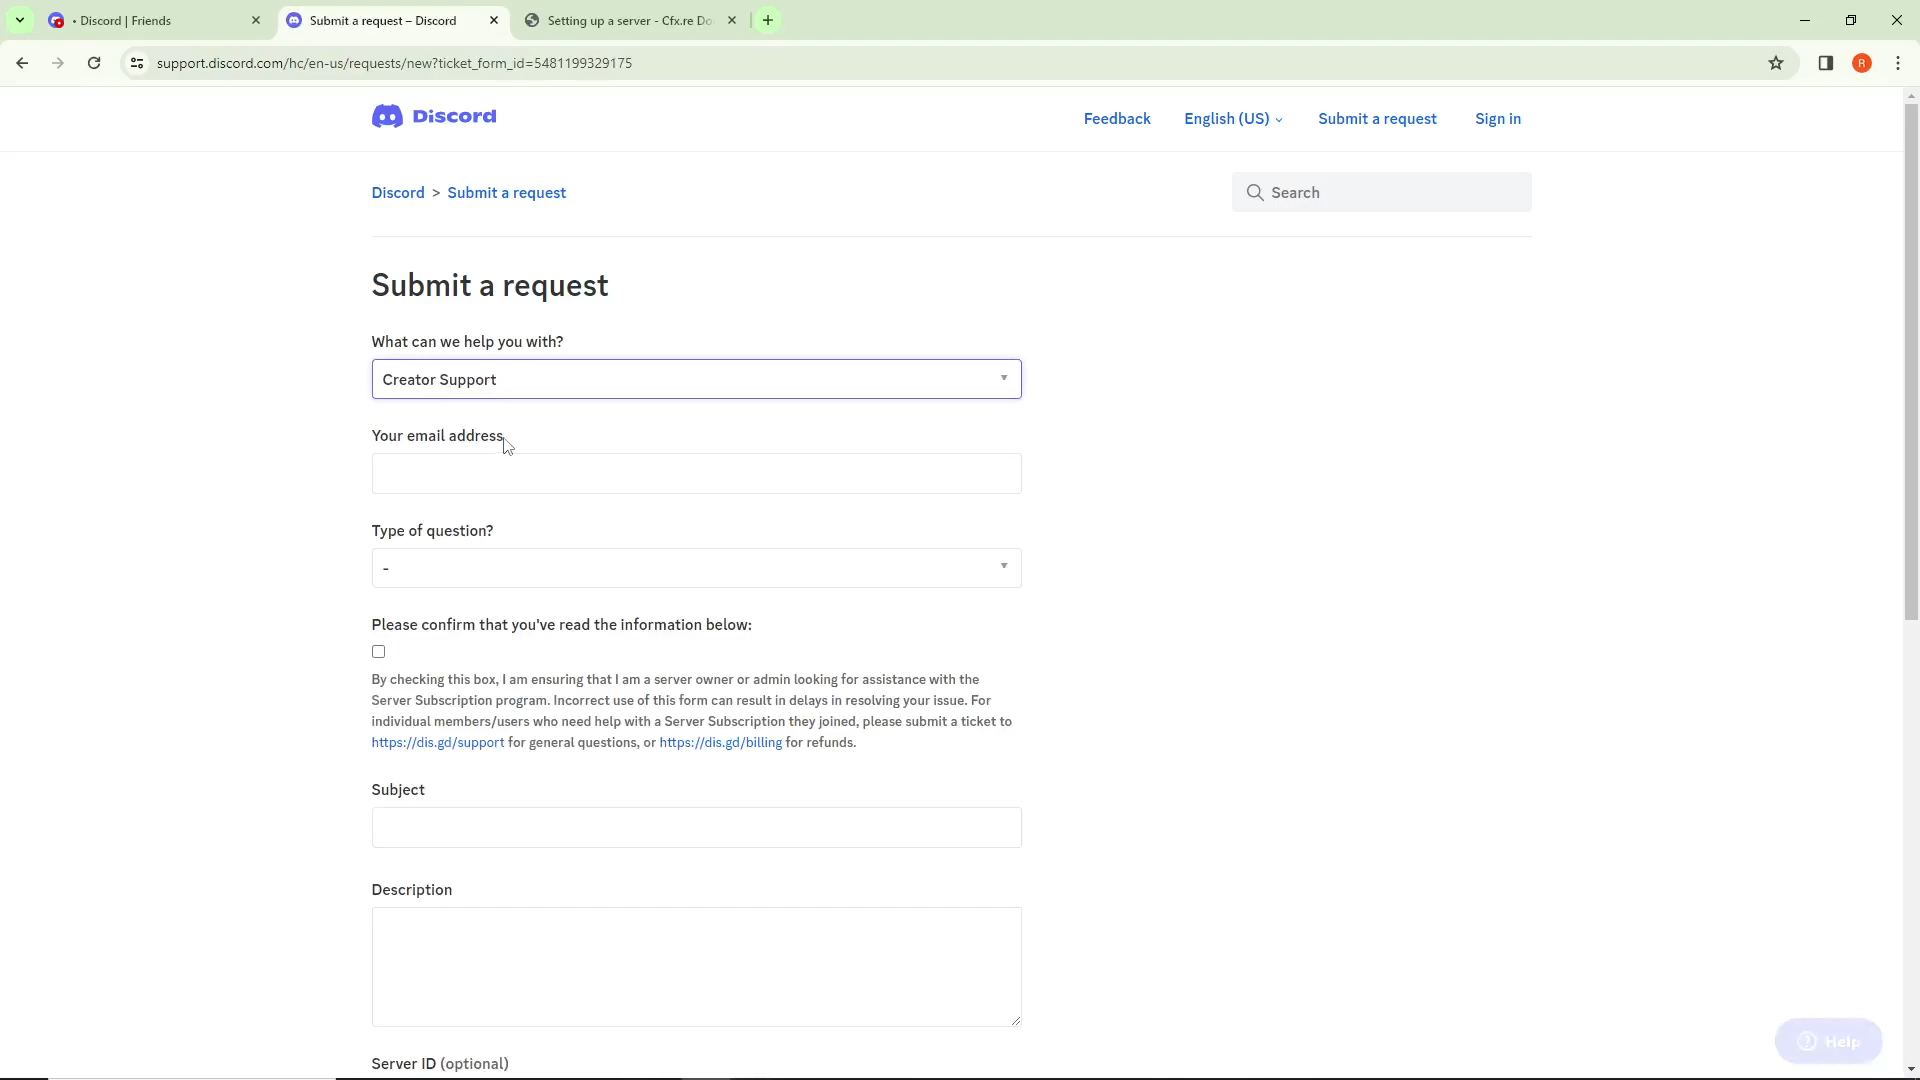 • Discord | Friends
Submit a request – Discord
Setting up a server - Cfx.re Do
support.discord.com/hc/en-us/requests/new?ticket_form_id=5481199329175
R
Discord
Feedback
English (US)
Submit a request
Sign in
Discord > Submit a request
Search
Submit a request
What can we help you with?
Creator Support
Your email address
Type of question?
-
Please confirm that you've read the information below:
By checking this box, I am ensuring that I am a server owner or admin looking for assistance with the
Server Subscription program. Incorrect use of this form can result in delays in resolving your issue. For
individual members/users who need help with a Server Subscription they joined, please submit a ticket to
https://dis.gd/support for general questions, or https://dis.gd/billing for refunds.
Subject
Description
Help
Server ID (optional)